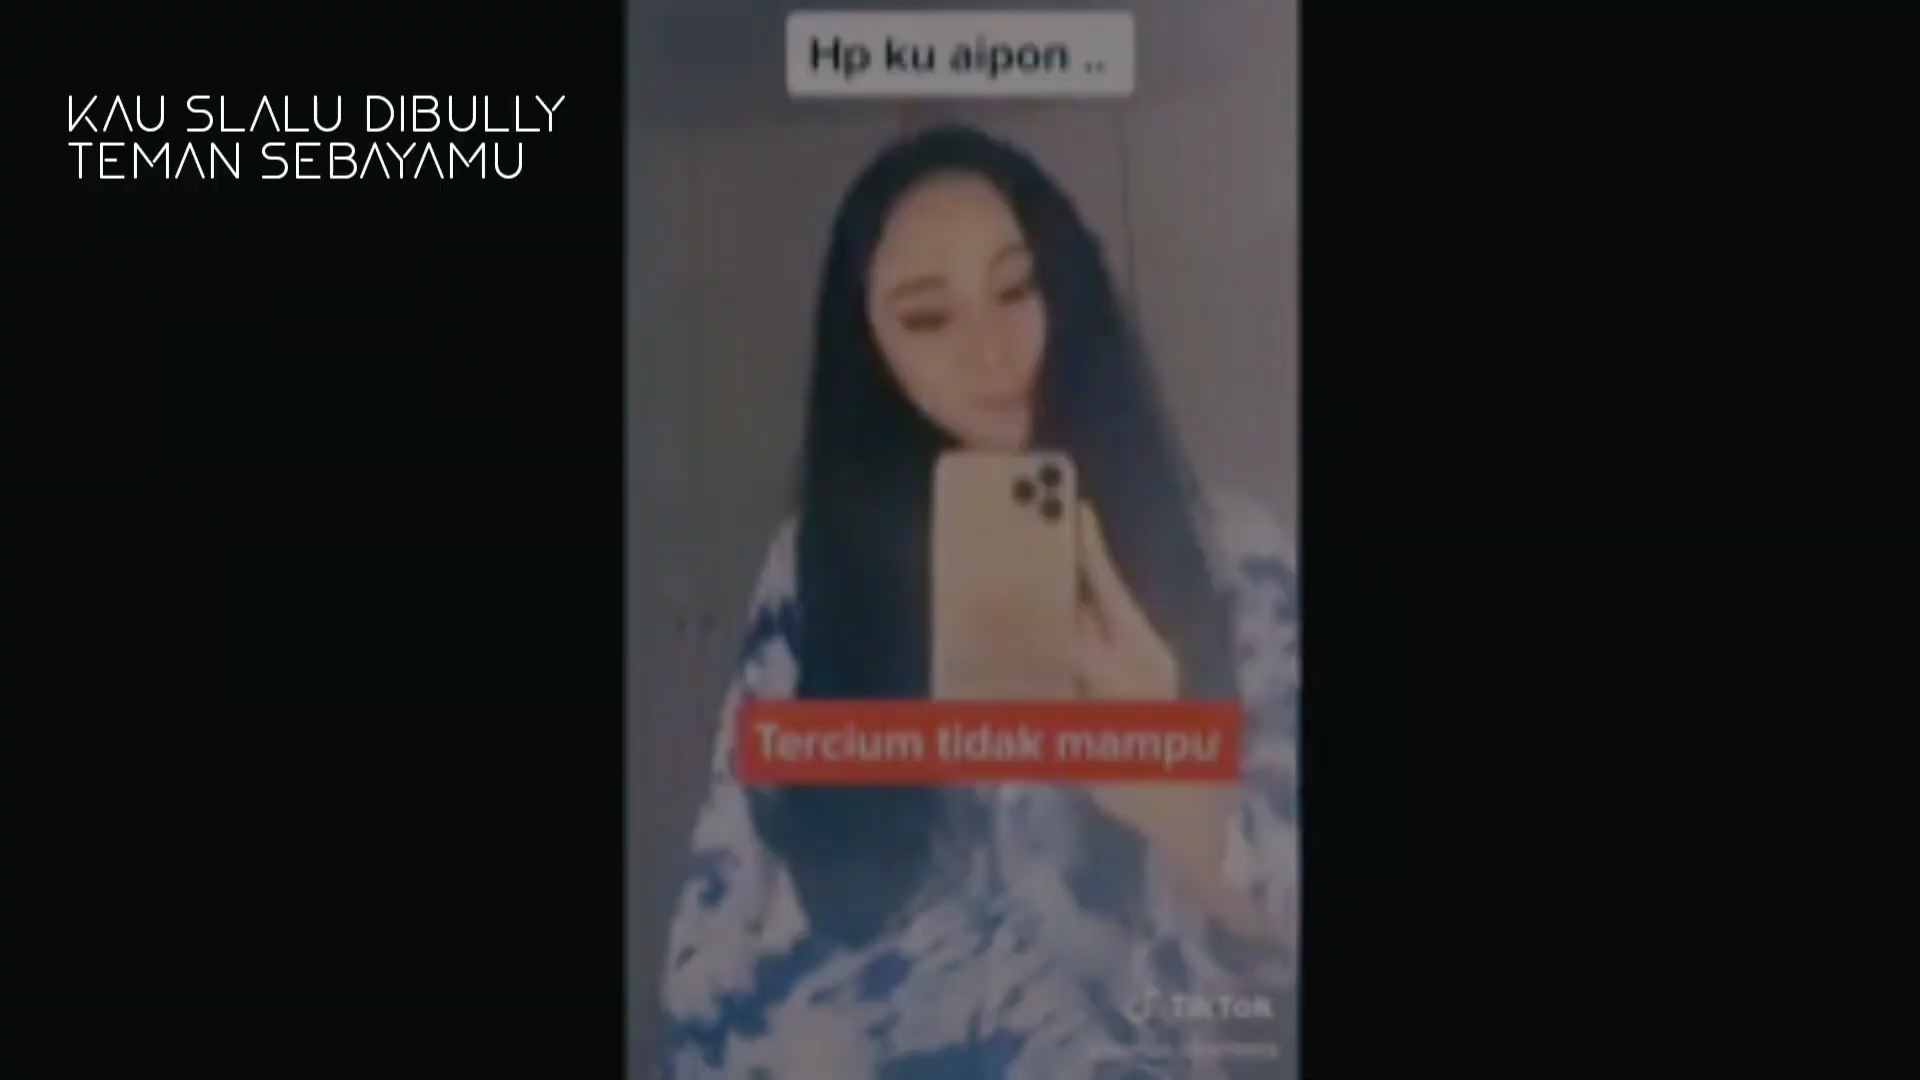 KAU SLALU DIBULLY
TEMAN SEBAYAMU
Hp ku aipon ..
Tercium tidak mampu
TikTok